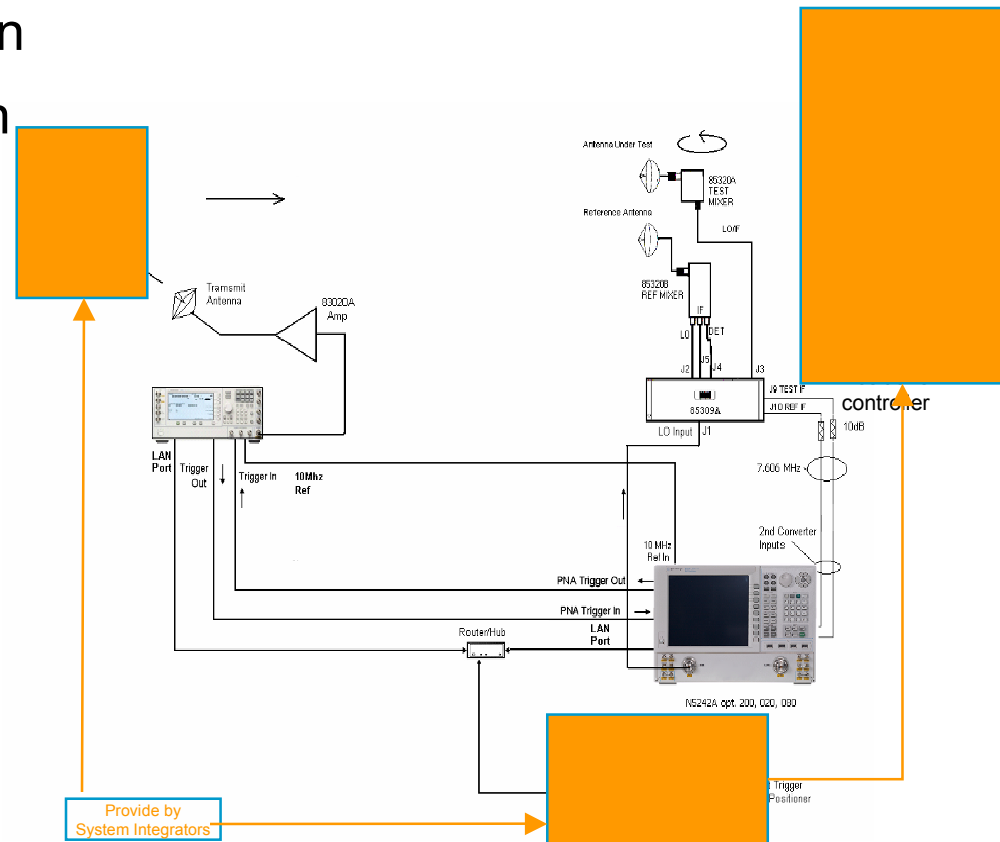 n
n
Antenna Under Test
85320A
TEST
MIXER
Reference Antenna
LO/IF
Transmit
Antenna
83020A
Amp
85320B
REF MIXER
IF
LO
DET
J5
J2
J4
J3
J9 TEST IF
85309A
J10 REF IF
controller
LO Input
J1
10dB
LAN
Port
Trigger
Out
Trigger In
10Mhz
Ref
7.606 MHz
2nd Converter
Inputs
10 MHz
Ref In
PNA Trigger Out
PNA Trigger In
LAN
Port
Router/Hub
N5242A opt. 200, 020, 080
Trigger
Positioner
Provide by
System Integrators